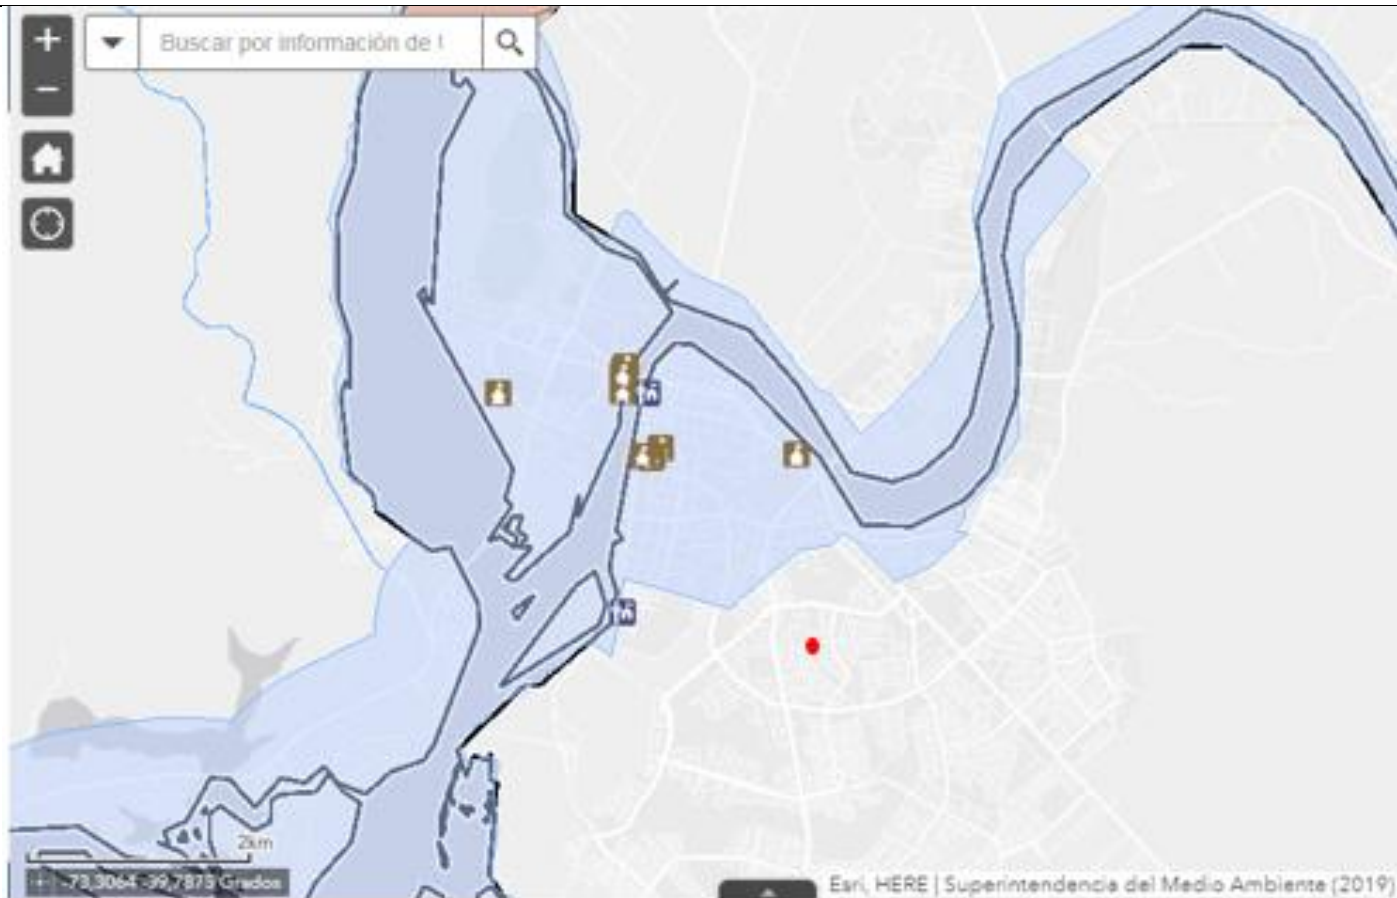 +
Buscar por información de l
−
2km
-73,3064 -39,7873 Grados
Esri, HERE | Superintendencia del Medio Ambiente (2019)